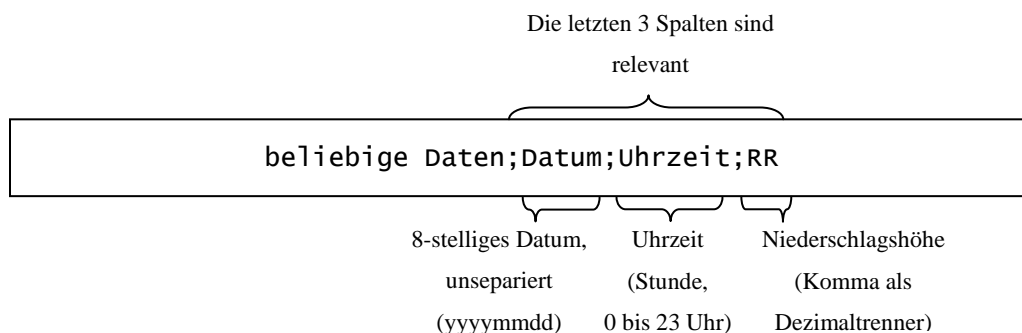 Die letzten 3 Spalten sind
relevant
beliebige Daten;Datum;Uhrzeit;RR
8-stelliges Datum,
unsepariert
(yyyymmdd)
Uhrzeit
(Stunde,
0 bis 23 Uhr)
Niederschlagshöhe
(Komma als
Dezimaltrenner)